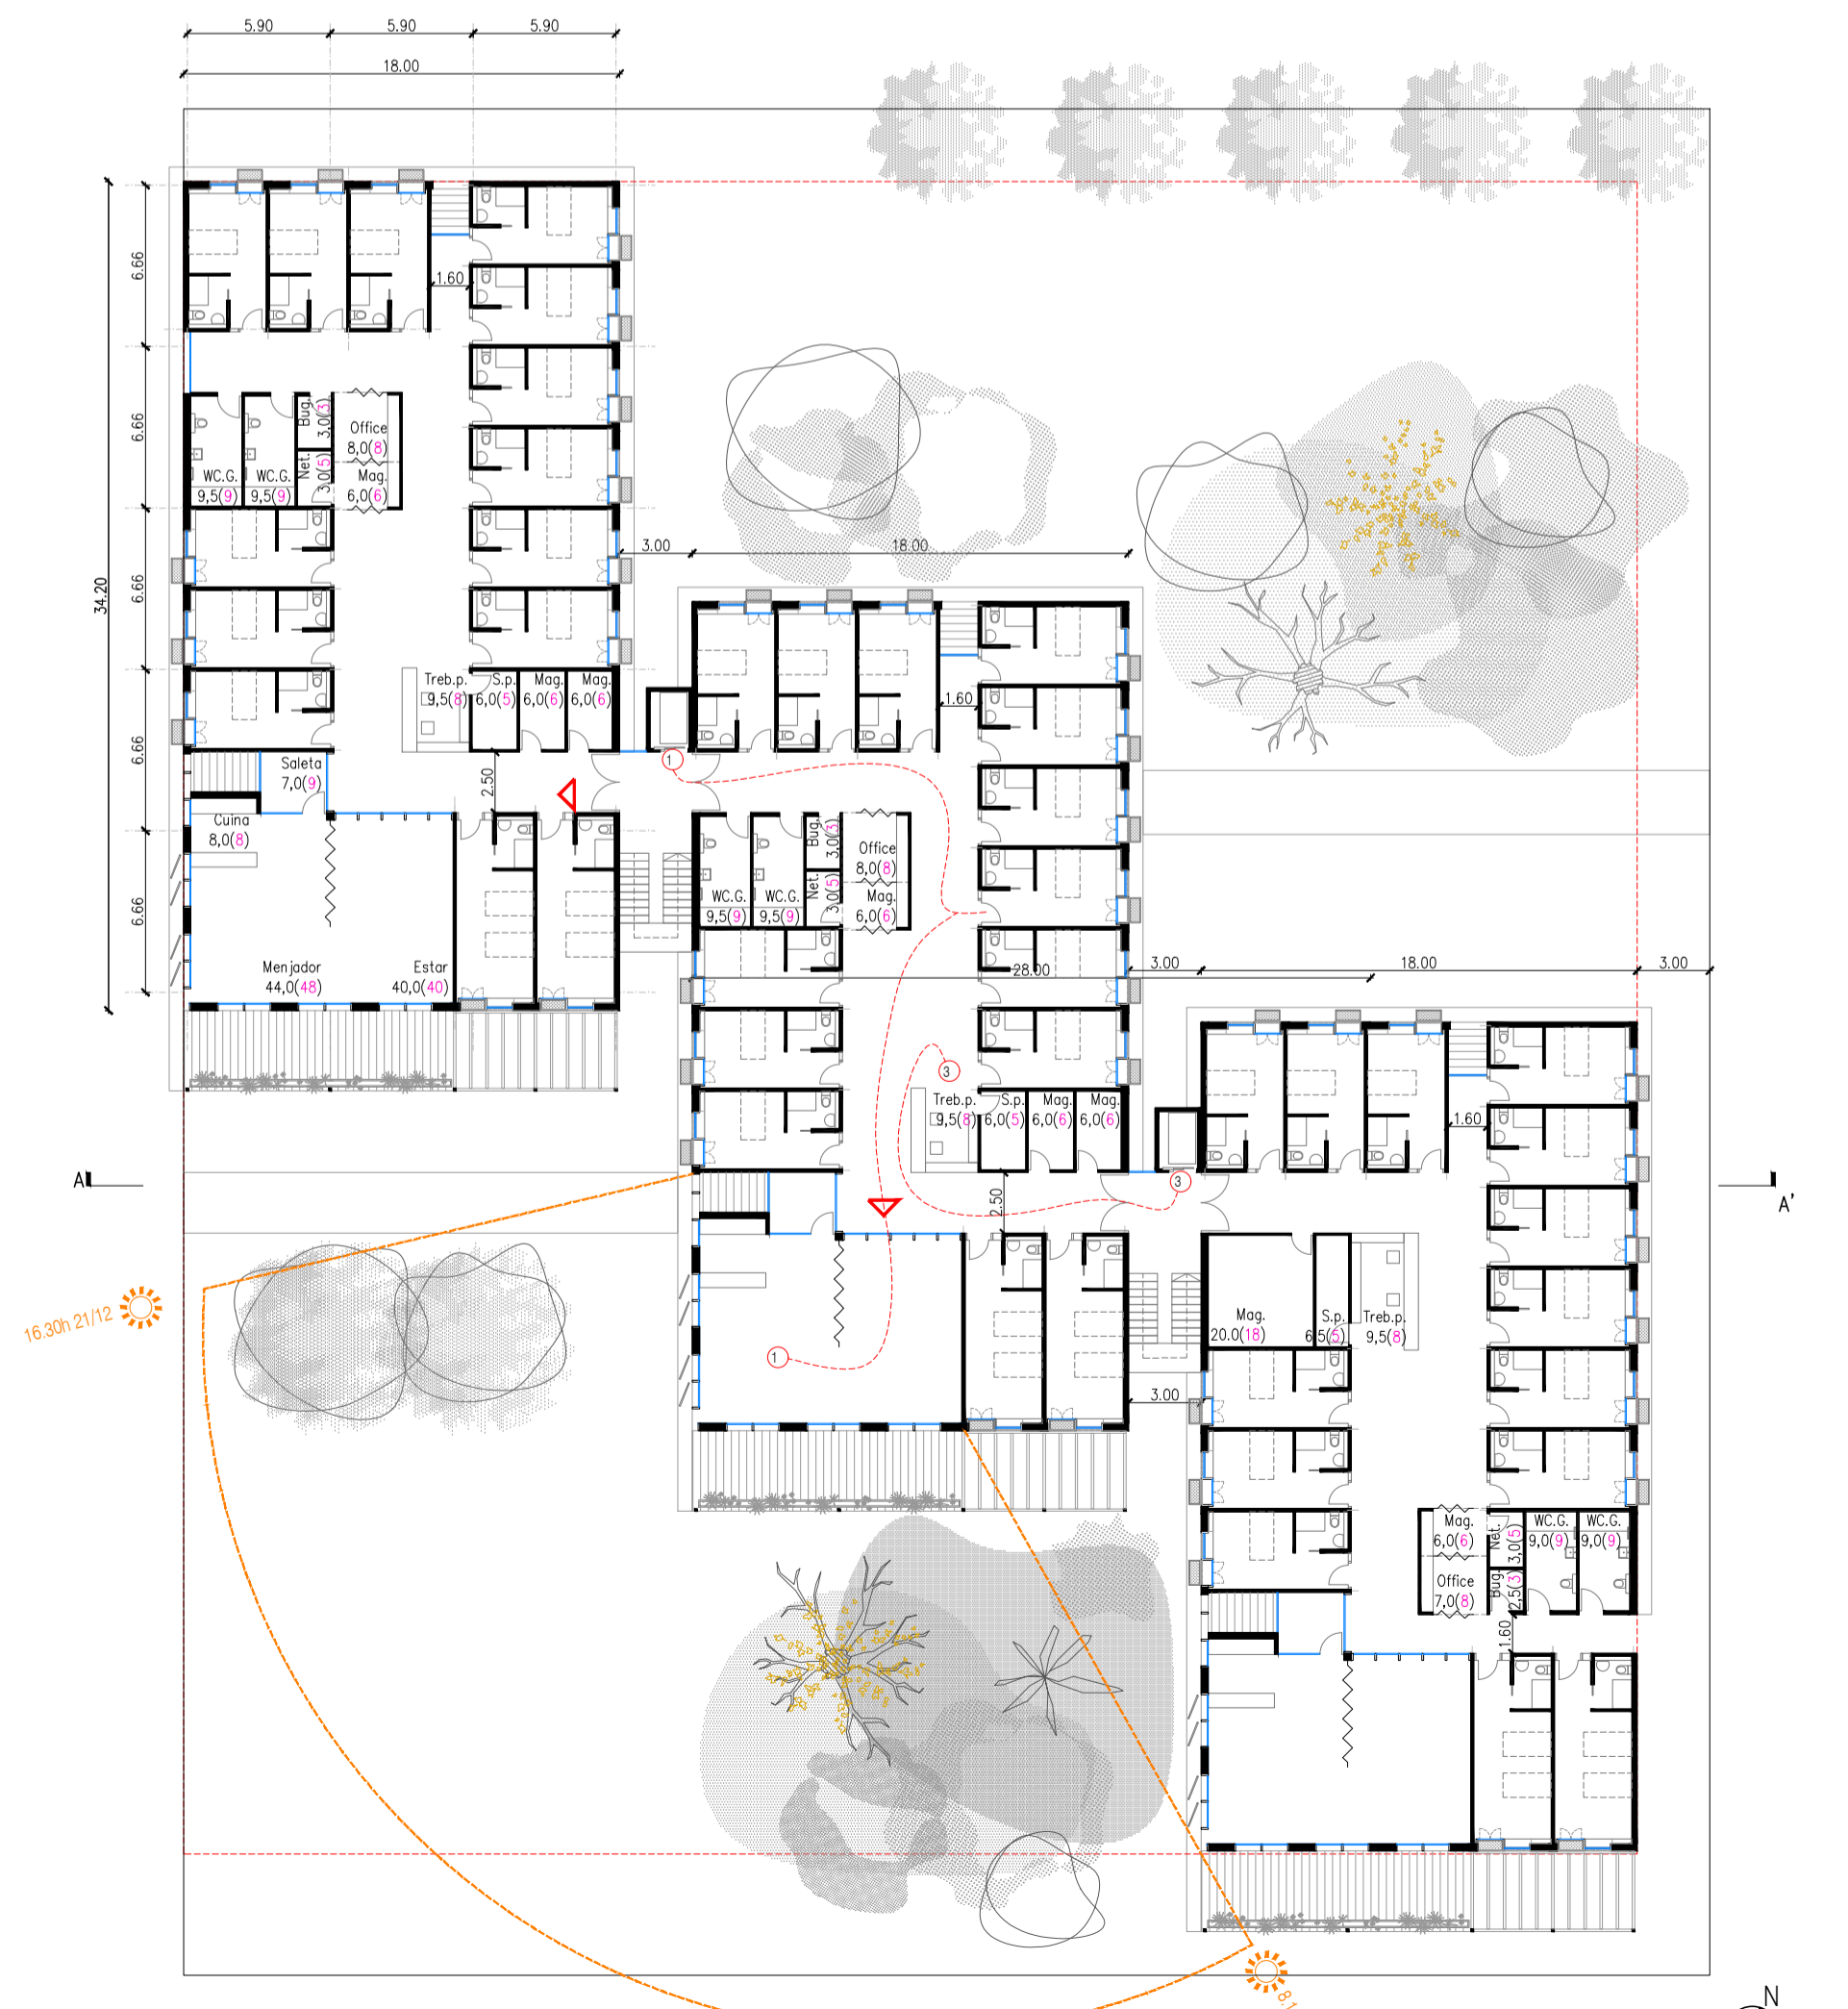 5.90
5.90
5.90
18.00
6.66
1.60
6.66
Bug.
3,0(3)
Office
8,0(8)
Net.
3,0(5)
WC.G.
9,5(9)
WC.G.
9,5(9)
Mag.
6,0(6)
3.00
18.00
34.20
6.66
Treb.p.
9,5(8)
S.p.
6,0(5)
Mag.
6,0(6)
Mag.
6,0(6)
1.60
6.66
Saleta
7,0(9)
2.50
1
Cuina
8,0(8)
6.66
Menjador
44,0(48)
Estar
40,0(40)
Bug.
3,0(3)
Office
8,0(8)
Net.
3,0(5)
WC.G.
9,5(9)
WC.G.
9,5(9)
Mag.
6,0(6)
28.00
3.00
18.00
3.00
3
Treb.p.
9,5(8)
S.p.
6,0(5)
Mag.
6,0(6)
Mag.
6,0(6)
1.60
A
A'
3
2.50
16.30h 21/12
1
Mag.
20.0(18)
S.p.
6,5(5)
Treb.p.
9,5(8)
3.00
Mag.
6,0(6)
Net.
3,0(5)
WC.G.
9,0(9)
WC.G.
9,0(9)
Office
7,0(8)
Bug.
2,5(3)
1.60
8.1
N